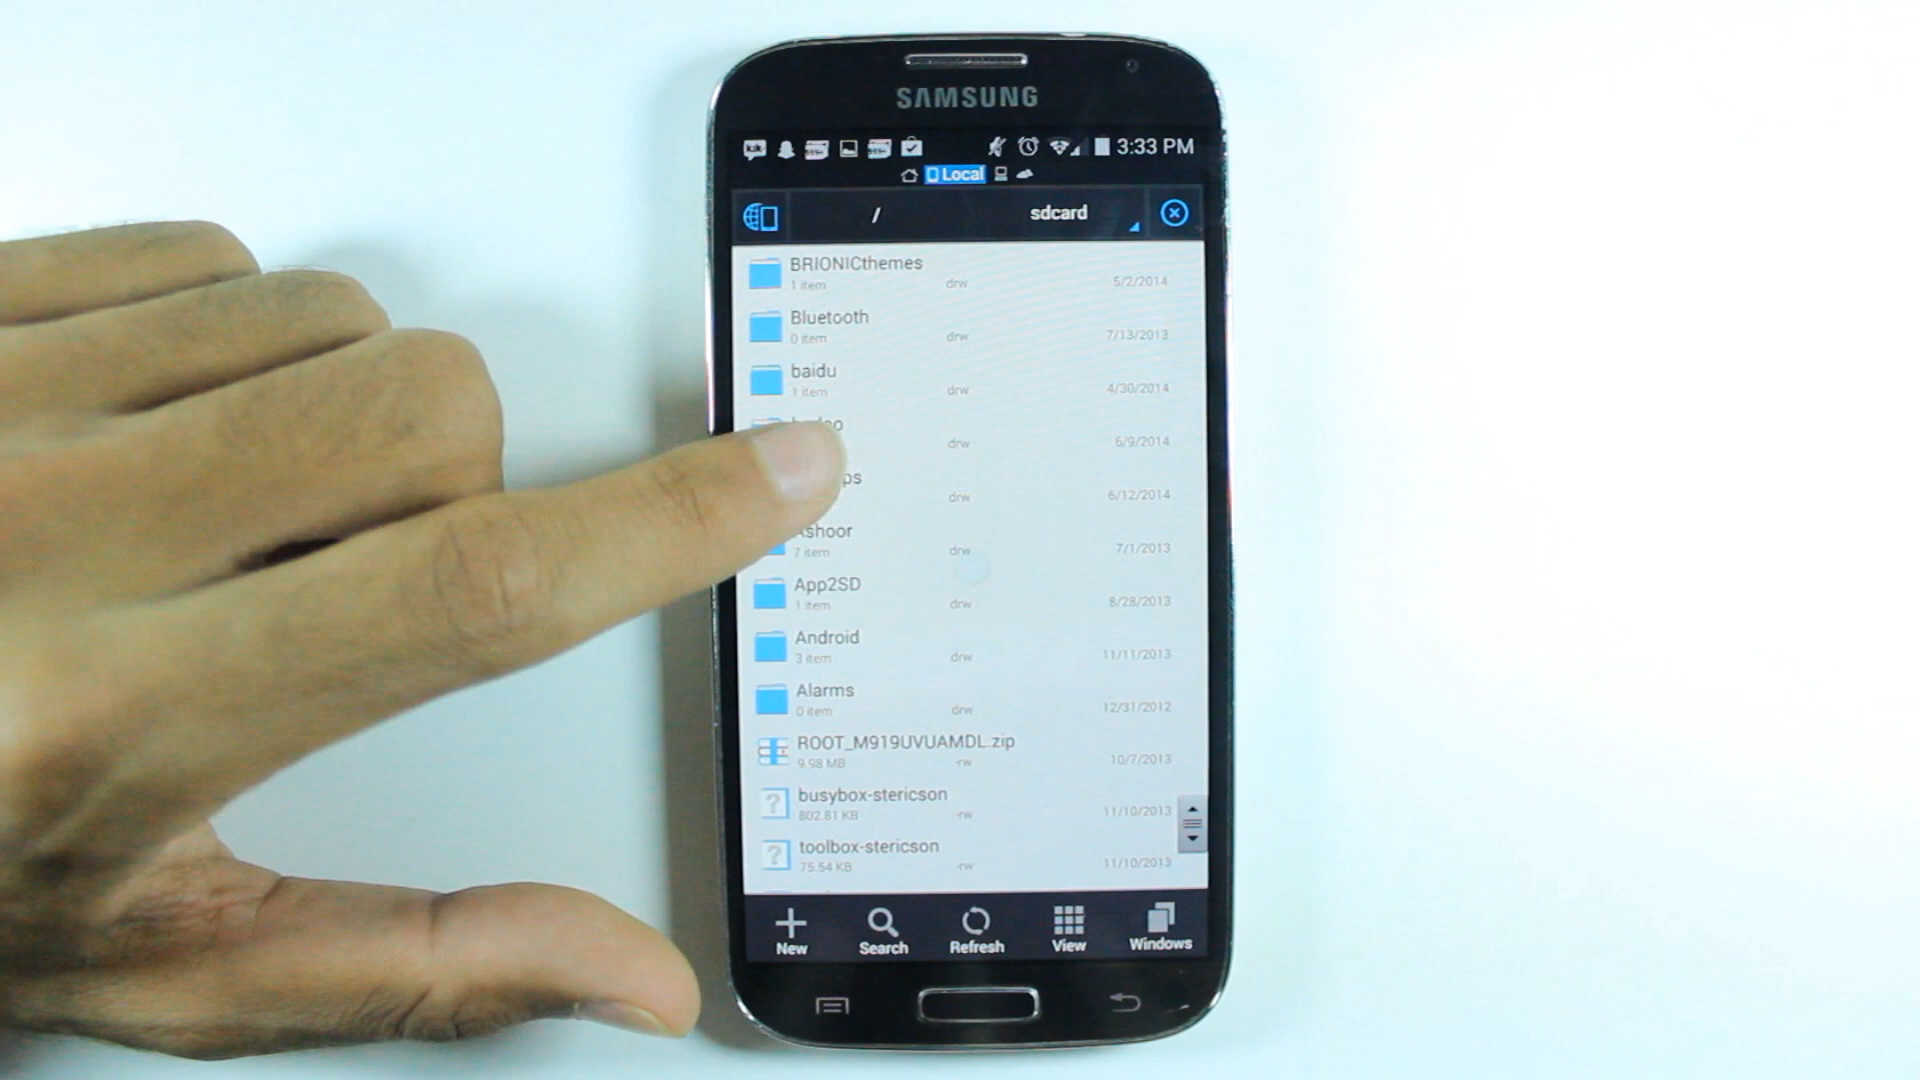 SAMSUNG
3:33 PM
Local
/ sdcard
BRIONICthemes
1 item drw 5/2/2014
Bluetooth
0 item drw 7/13/2013
baidu
1 item drw 4/30/2014
drw 6/9/2014
drw 6/12/2014
Ashoor
7 item drw 7/1/2013
App2SD
1 item drw 8/28/2013
Android
3 item drw 11/11/2013
Alarms
0 item drw 12/31/2012
ROOT_M919UVUAMDL.zip
9.98 MB -rw 10/7/2013
busybox-stericson
802.81 KB -rw 11/10/2013
toolbox-stericson
75.54 KB -rw 11/10/2013
New Search Refresh View Windows